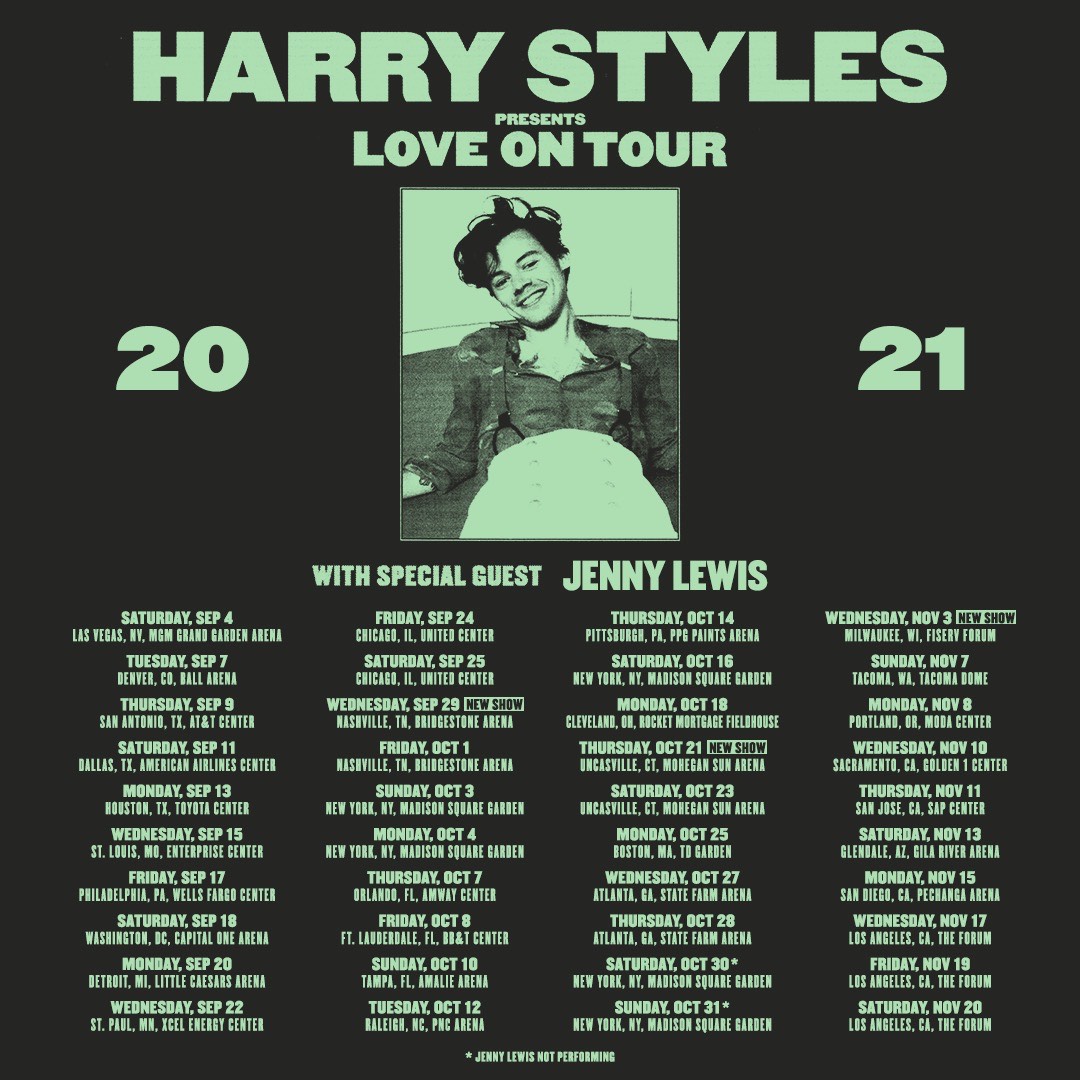 HARRY STYLES
PRESENTS
LOVE ON TOUR
20
21
WITH SPECIAL GUEST JENNY LEWIS
SATURDAY, SEP 4
LAS VEGAS, NV, MGM GRAND GARDEN ARENA
TUESDAY, SEP 7
DENVER, CO, BALL ARENA
THURSDAY, SEP 9
SAN ANTONIO, TX, AT&T CENTER
SATURDAY, SEP 11
DALLAS, TX, AMERICAN AIRLINES CENTER
MONDAY, SEP 13
HOUSTON, TX, TOYOTA CENTER
WEDNESDAY, SEP 15
ST. LOUIS, MO, ENTERPRISE CENTER
FRIDAY, SEP 17
PHILADELPHIA, PA, WELLS FARGO CENTER
SATURDAY, SEP 18
WASHINGTON, DC, CAPITAL ONE ARENA
MONDAY, SEP 20
DETROIT, MI, LITTLE CAESARS ARENA
WEDNESDAY, SEP 22
ST. PAUL, MN, XCEL ENERGY CENTER
FRIDAY, SEP 24
CHICAGO, IL, UNITED CENTER
SATURDAY, SEP 25
CHICAGO, IL, UNITED CENTER
WEDNESDAY, SEP 29 NEW SHOW
NASHVILLE, TN, BRIDGESTONE ARENA
FRIDAY, OCT 1
NASHVILLE, TN, BRIDGESTONE ARENA
SUNDAY, OCT 3
NEW YORK, NY, MADISON SQUARE GARDEN
MONDAY, OCT 4
NEW YORK, NY, MADISON SQUARE GARDEN
THURSDAY, OCT 7
ORLANDO, FL, AMWAY CENTER
FRIDAY, OCT 8
FT. LAUDERDALE, FL, BB&T CENTER
SUNDAY, OCT 10
TAMPA, FL, AMALIE ARENA
TUESDAY, OCT 12
RALEIGH, NC, PNC ARENA
THURSDAY, OCT 14
PITTSBURGH, PA, PPG PAINTS ARENA
SATURDAY, OCT 16
NEW YORK, NY, MADISON SQUARE GARDEN
MONDAY, OCT 18
CLEVELAND, OH, ROCKET MORTGAGE FIELDHOUSE
THURSDAY, OCT 21 NEW SHOW
UNCASVILLE, CT, MOHEGAN SUN ARENA
SATURDAY, OCT 23
UNCASVILLE, CT, MOHEGAN SUN ARENA
MONDAY, OCT 25
BOSTON, MA, TD GARDEN
WEDNESDAY, OCT 27
ATLANTA, GA, STATE FARM ARENA
THURSDAY, OCT 28
ATLANTA, GA, STATE FARM ARENA
SATURDAY, OCT 30*
NEW YORK, NY, MADISON SQUARE GARDEN
SUNDAY, OCT 31*
NEW YORK, NY, MADISON SQUARE GARDEN
WEDNESDAY, NOV 3 NEW SHOW
MILWAUKEE, WI, FISERV FORUM
SUNDAY, NOV 7
TACOMA, WA, TACOMA DOME
MONDAY, NOV 8
PORTLAND, OR, MODA CENTER
WEDNESDAY, NOV 10
SACRAMENTO, CA, GOLDEN 1 CENTER
THURSDAY, NOV 11
SAN JOSE, CA, SAP CENTER
SATURDAY, NOV 13
GLENDALE, AZ, GILA RIVER ARENA
MONDAY, NOV 15
SAN DIEGO, CA, PECHANGA ARENA
WEDNESDAY, NOV 17
LOS ANGELES, CA, THE FORUM
FRIDAY, NOV 19
LOS ANGELES, CA, THE FORUM
SATURDAY, NOV 20
LOS ANGELES, CA, THE FORUM
* JENNY LEWIS NOT PERFORMING